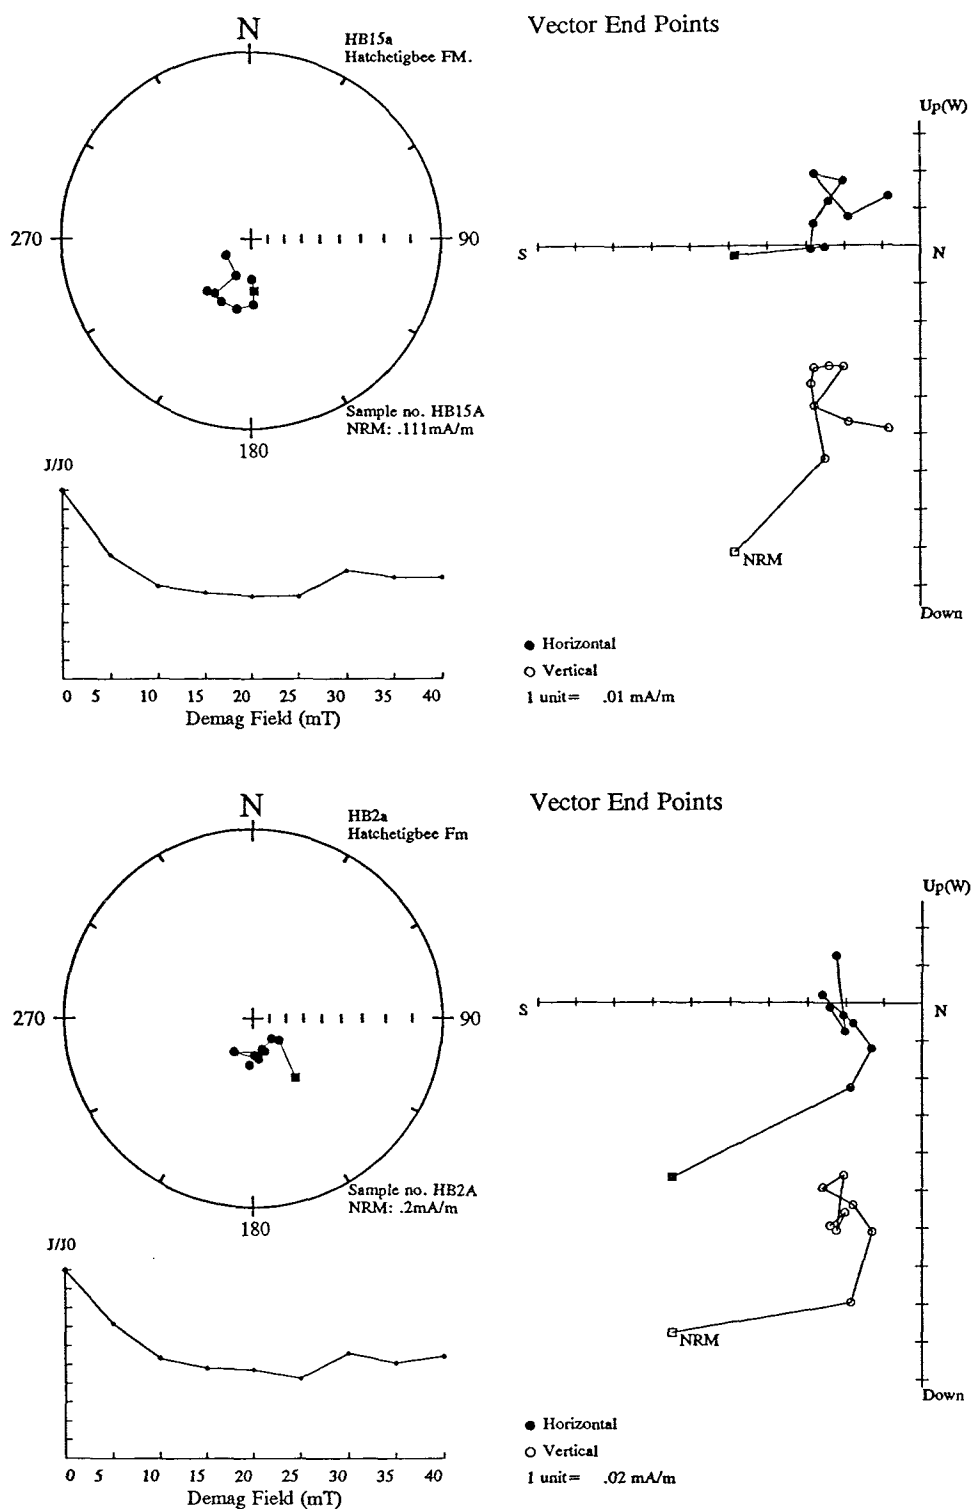 Vector End Points
N
HB15a
Hatchetigbee FM.
Up(W)
270
90
S
N
Sample no. HB15A
NRM: .111mA/m
180
J/J0
NRM
Down
● Horizontal
○ Vertical
1 unit= .01 mA/m
0 5 10 15 20 25 30 35 40
Demag Field (mT)
Vector End Points
N
HB2a
Hatchetigbee Fm
Up(W)
270
90
S
N
Sample no. HB2A
NRM: .2mA/m
180
J/J0
NRM
Down
● Horizontal
○ Vertical
1 unit= .02 mA/m
0 5 10 15 20 25 30 35 40
Demag Field (mT)